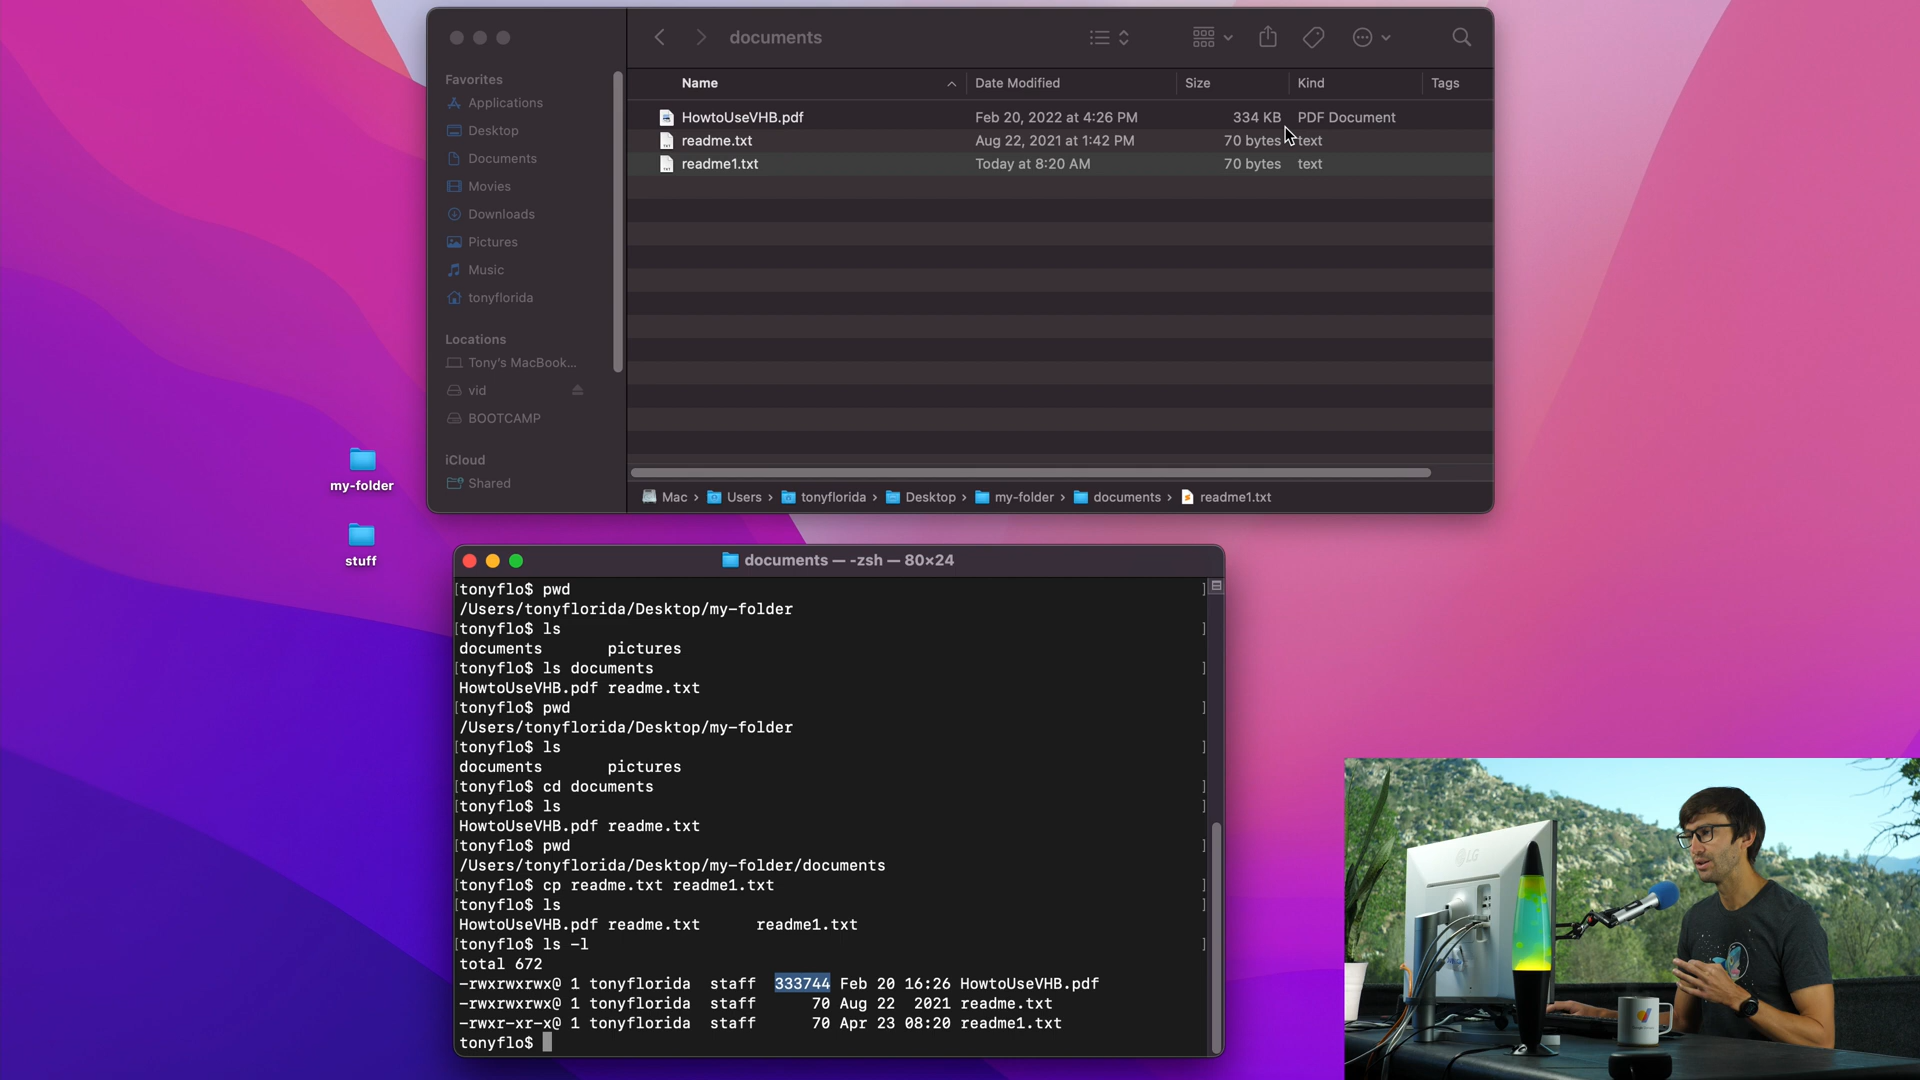 documents
Favorites
Applications
Desktop
Documents
Movies
Downloads
Pictures
Music
tonyflorida
Locations
Tony's MacBook...
vid
BOOTCAMP
iCloud
Shared
Name Date Modified Size Kind Tags
HowtoUseVHB.pdf Feb 20, 2022 at 4:26 PM 334 KB PDF Document
readme.txt Aug 22, 2021 at 1:42 PM 70 bytes text
readme1.txt Today at 8:20 AM 70 bytes text
Mac › Users › tonyflorida › Desktop › my-folder › documents › readme1.txt
my-folder
stuff
documents — -zsh — 80×24
[tonyflo$ pwd ]
/Users/tonyflorida/Desktop/my-folder
[tonyflo$ ls ]
documents pictures
[tonyflo$ ls documents ]
HowtoUseVHB.pdf readme.txt
[tonyflo$ pwd ]
/Users/tonyflorida/Desktop/my-folder
[tonyflo$ ls ]
documents pictures
[tonyflo$ cd documents ]
[tonyflo$ ls ]
HowtoUseVHB.pdf readme.txt
[tonyflo$ pwd ]
/Users/tonyflorida/Desktop/my-folder/documents
[tonyflo$ cp readme.txt readme1.txt ]
[tonyflo$ ls ]
HowtoUseVHB.pdf readme.txt readme1.txt
[tonyflo$ ls -l ]
total 672
-rwxrwxrwx@ 1 tonyflorida staff 333744 Feb 20 16:26 HowtoUseVHB.pdf
-rwxrwxrwx@ 1 tonyflorida staff 70 Aug 22 2021 readme.txt
-rwxr-xr-x@ 1 tonyflorida staff 70 Apr 23 08:20 readme1.txt
tonyflo$
LG